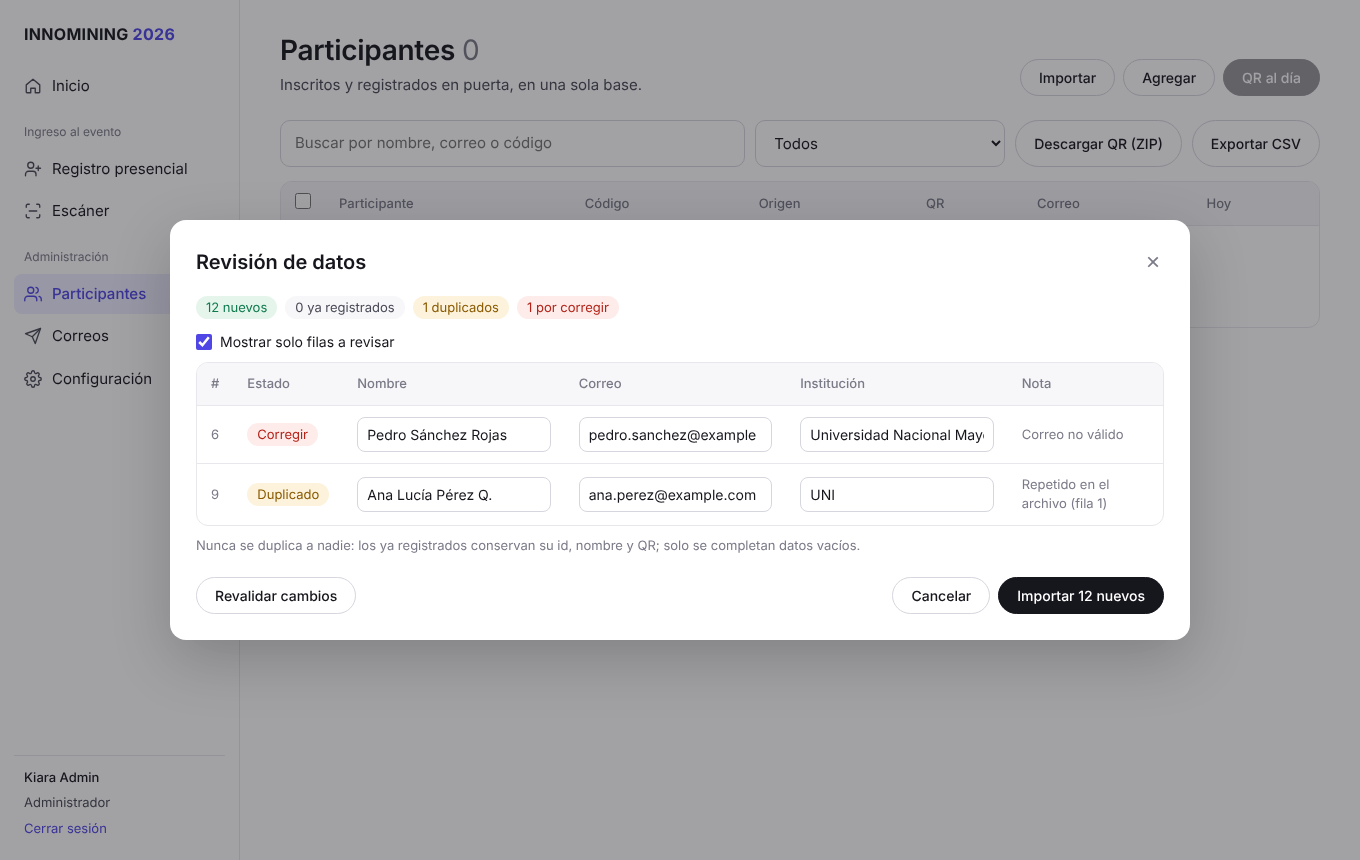 INNOMINING 2026
Inicio
Ingreso al evento
Registro presencial
Escáner
Administración
Participantes
Correos
Configuración
Kiara Admin
Administrador
Cerrar sesión
Participantes 0
Inscritos y registrados en puerta, en una sola base.
Importar
Agregar
QR al día
Buscar por nombre, correo o código
Todos
Descargar QR (ZIP)
Exportar CSV
Participante Código Origen QR Correo Hoy
Revisión de datos
12 nuevos 0 ya registrados 1 duplicados 1 por corregir
Mostrar solo filas a revisar
# Estado Nombre Correo Institución Nota
6 Corregir Pedro Sánchez Rojas pedro.sanchez@example Universidad Nacional May Correo no válido
9 Duplicado Ana Lucía Pérez Q. ana.perez@example.com UNI Repetido en el
archivo (fila 1)
Nunca se duplica a nadie: los ya registrados conservan su id, nombre y QR; solo se completan datos vacíos.
Revalidar cambios
Cancelar
Importar 12 nuevos